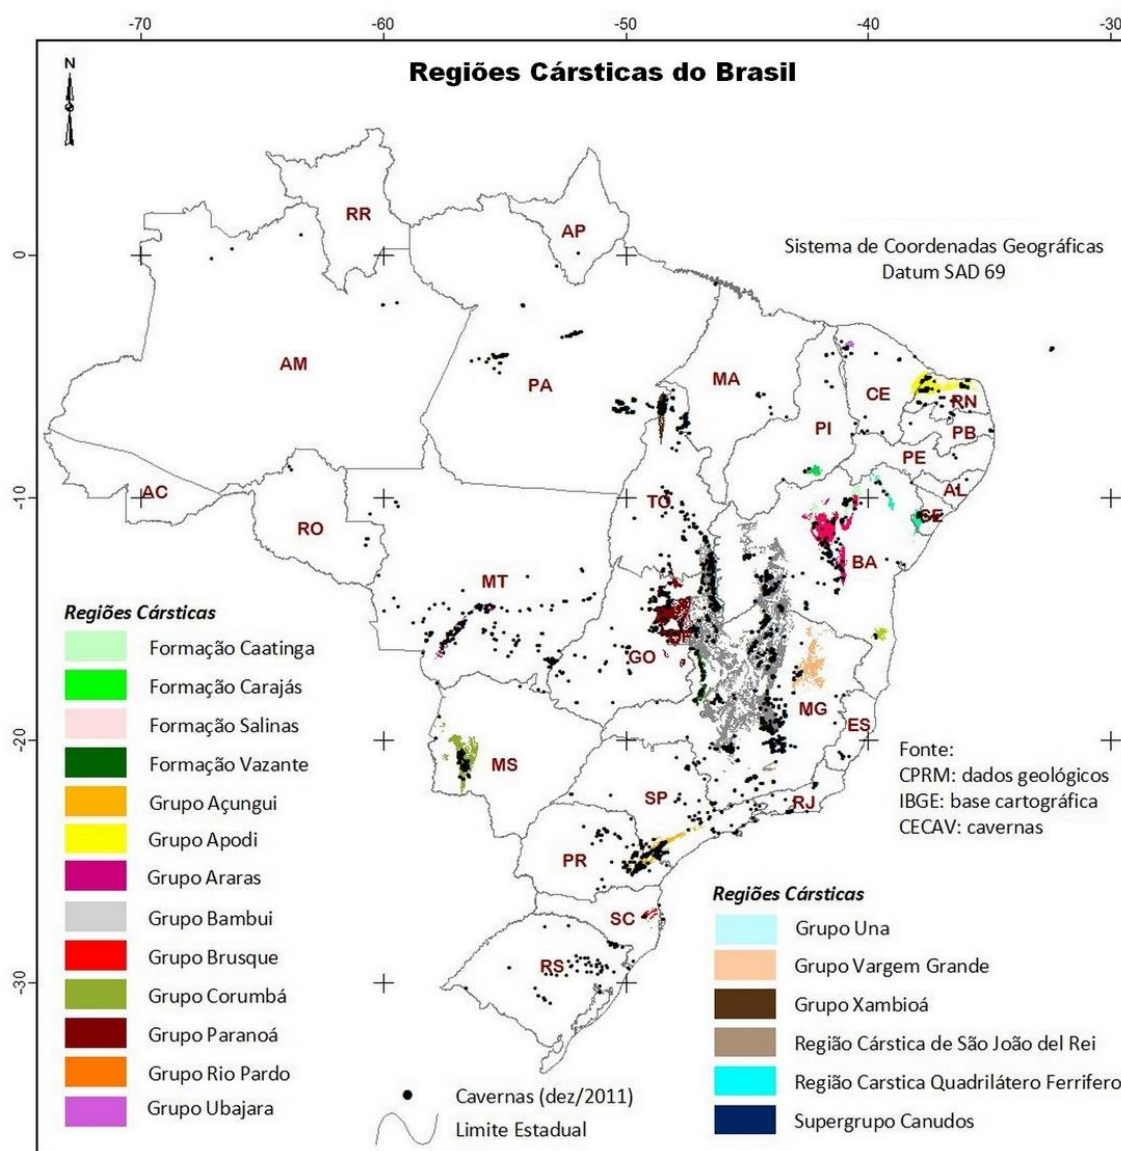 -70 -60 -50 -40 -30
N
Regiões Cársticas do Brasil
RR
AP
0
Sistema de Coordenadas Geográficas
Datum SAD 69
AM
PA
MA
CE
RN
PI
PB
PE
AC
-10
TO
AL
SE
RO
BA
MT
DF
GO
MG
ES
-20
MS
SP
RJ
PR
SC
RS
-30
Regiões Cársticas
Formação Caatinga
Formação Carajás
Formação Salinas
Formação Vazante
Grupo Açungui
Grupo Apodi
Grupo Araras
Grupo Bambui
Grupo Brusque
Grupo Corumbá
Grupo Paranoá
Grupo Rio Pardo
Grupo Ubajara
Fonte:
CPRM: dados geológicos
IBGE: base cartográfica
CECAV: cavernas
Regiões Cársticas
Grupo Una
Grupo Vargem Grande
Grupo Xambioá
Região Cárstica de São João del Rei
Região Carstica Quadrilátero Ferrifero
Supergrupo Canudos
Cavernas (dez/2011)
Limite Estadual